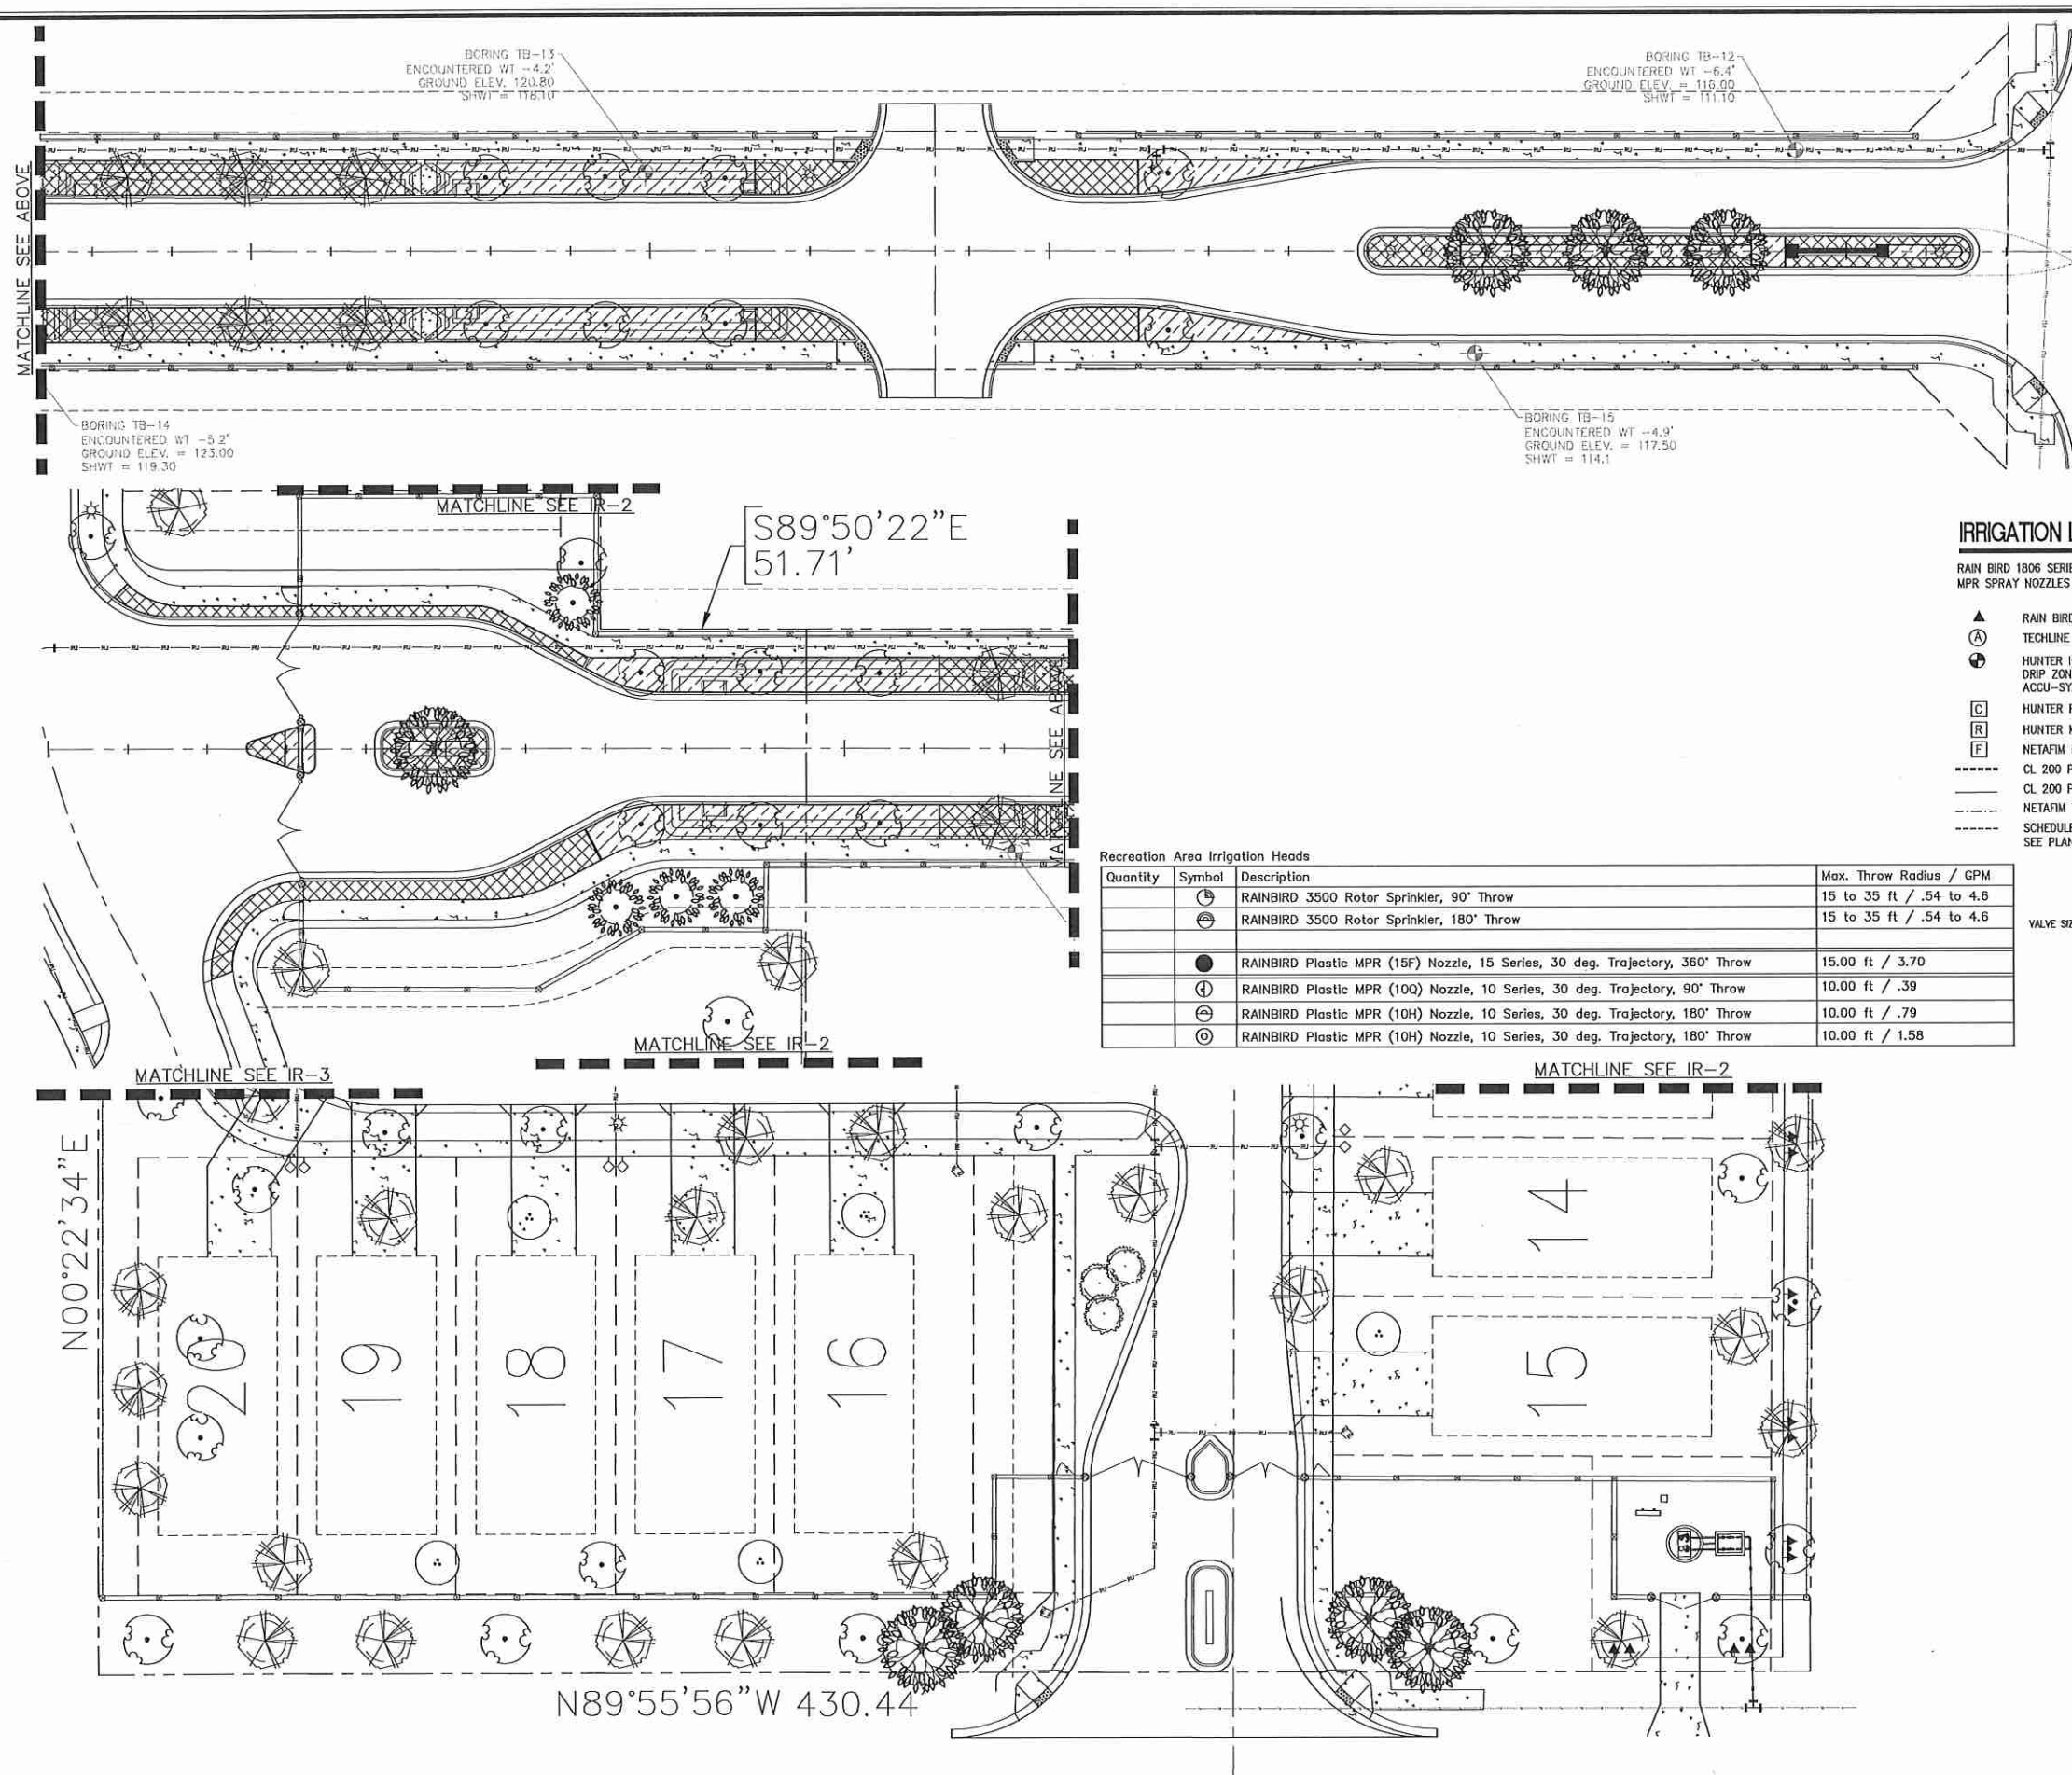 BORING TB-13
ENCOUNTERED WT -4.2'
GROUND ELEV. 120.80
SHWT = 118.10
BORING TB-12
ENCOUNTERED WT -6.4'
GROUND ELEV. = 116.00
SHWT = 111.10
MATCHLINE SEE ABOVE
BORING TB-14
ENCOUNTERED WT -5.2'
GROUND ELEV. = 123.00
SHWT = 119.30
BORING TB-15
ENCOUNTERED WT -4.9'
GROUND ELEV. = 117.50
SHWT = 114.1
MATCHLINE SEE IR-2
S89°50'22"E
51.71'
MATCHLINE SEE ABOVE
MATCHLINE SEE IR-2
IRRIGATION
RAIN BIRD 1806
MPR SPRAY NOZZLES
RAIN
A TECHLINE
HUNTER
DRIP
C HUNTER
R HUNTER
F NETAFIM
CL 200
CL 200
NETAFIM
SEE
VALVE
Recreation Area Irrigation Heads
Quantity Symbol Description Max. Throw Radius / GPM
RAINBIRD 3500 Rotor Sprinkler, 90° Throw 15 to 35 ft / .54 to 4.6
RAINBIRD 3500 Rotor Sprinkler, 180° Throw 15 to 35 ft / .54 to 4.6
RAINBIRD Plastic MPR (15F) Nozzle, 15 Series, 30 deg. Trajectory, 360° Throw 15.00 ft / 3.70
RAINBIRD Plastic MPR (10Q) Nozzle, 10 Series, 30 deg. Trajectory, 90° Throw 10.00 ft / .39
RAINBIRD Plastic MPR (10H) Nozzle, 10 Series, 30 deg. Trajectory, 180° Throw 10.00 ft / .79
RAINBIRD Plastic MPR (10H) Nozzle, 10 Series, 30 deg. Trajectory, 180° Throw 10.00 ft / 1.58
MATCHLINE SEE IR-3
MATCHLINE SEE IR-2
N00°22'34"E
20
19
18
17
16
14
15
N89°55'56"W 430.44